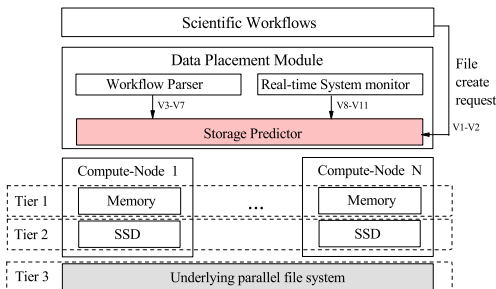 Scientific Workflows
Data Placement Module
File
create
request
Workflow Parser
Real-time System monitor
V3-V7
V8-V11
V1-V2
Storage Predictor
Compute-Node 1
Compute-Node N
Tier 1
Memory
...
Memory
Tier 2
SSD
SSD
Tier 3
Underlying parallel file system